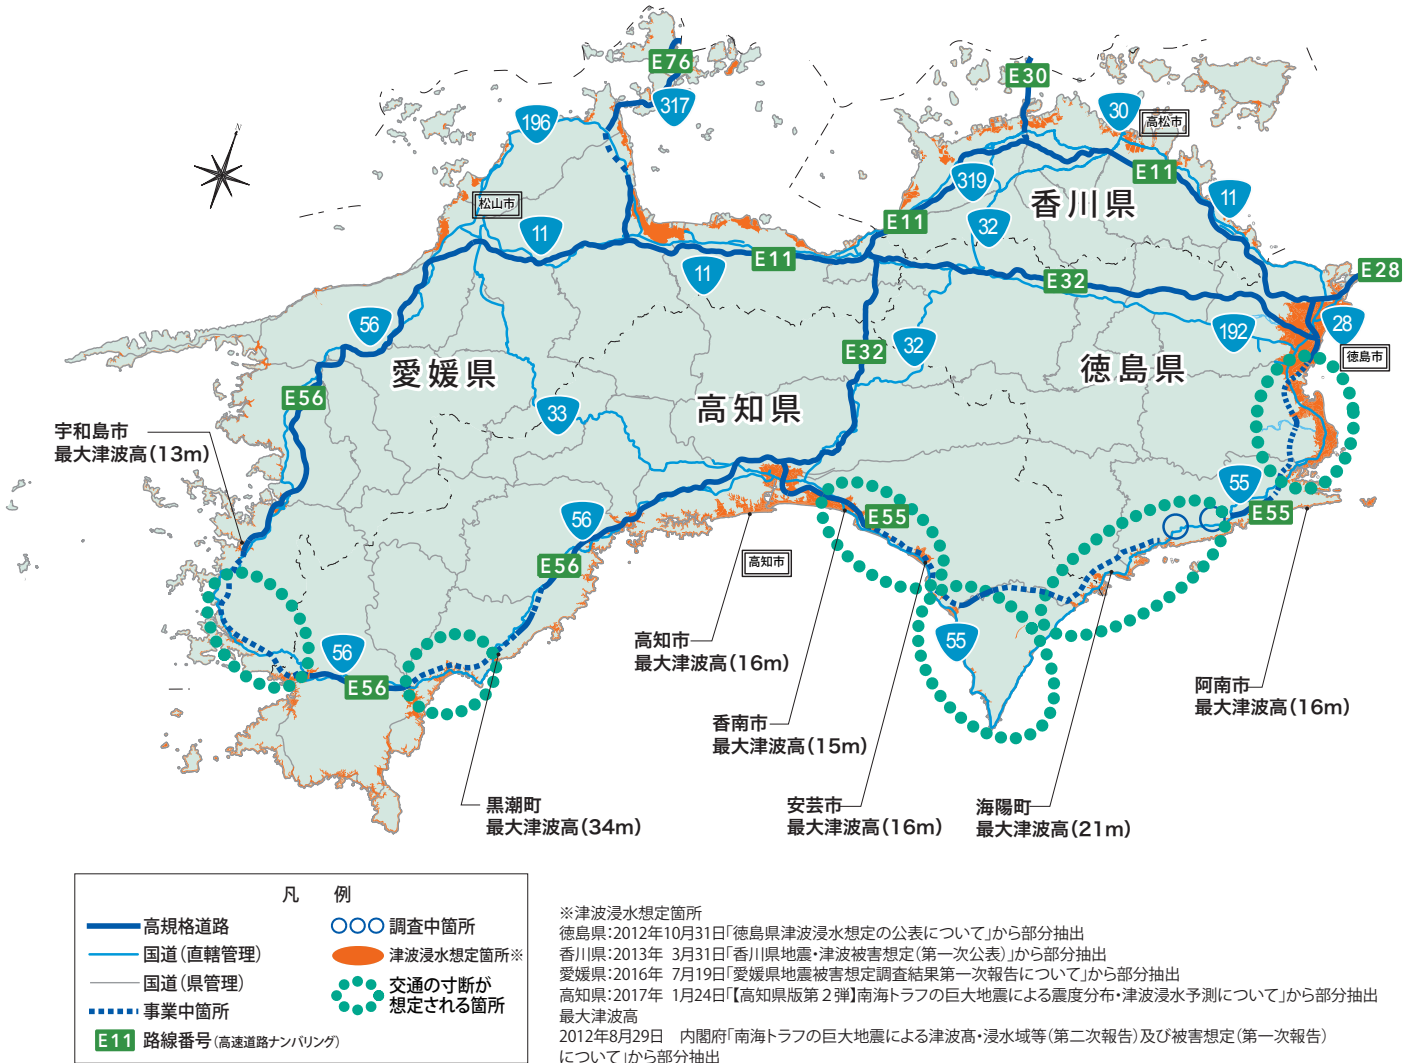 E76
317
196
E30
30
高松市
N
319
E11
11
香川県
松山市
E11
32
11
11
E11
E32
E28
28
192
徳島市
56
愛媛県
E32
32
徳島県
E56
高知県
33
宇和島市
最大津波高(13m)
56
E55
55
E55
E56
高知市
高知市
最大津波高(16m)
55
56
E56
阿南市
最大津波高(16m)
香南市
最大津波高(15m)
黒潮町
最大津波高(34m)
安芸市
最大津波高(16m)
海陽町
最大津波高(21m)
凡 例
高規格道路
調査中箇所
国道(直轄管理)
津波浸水想定箇所※
国道(県管理)
交通の寸断が
想定される箇所
事業中箇所
E11 路線番号(高速道路ナンバリング)
※津波浸水想定箇所
徳島県:2012年10月31日「徳島県津波浸水想定の公表について」から部分抽出
香川県:2013年 3月31日「香川県地震・津波被害想定(第一次公表)」から部分抽出
愛媛県:2016年 7月19日「愛媛県地震被害想定調査結果第一次報告について」から部分抽出
高知県:2017年 1月24日「【高知県版第2弾】南海トラフの巨大地震による震度分布・津波浸水予測について」から部分抽出
最大津波高
2012年8月29日 内閣府「南海トラフの巨大地震による津波髙・浸水域等(第二次報告)及び被害想定(第一次報告)
について」から部分抽出